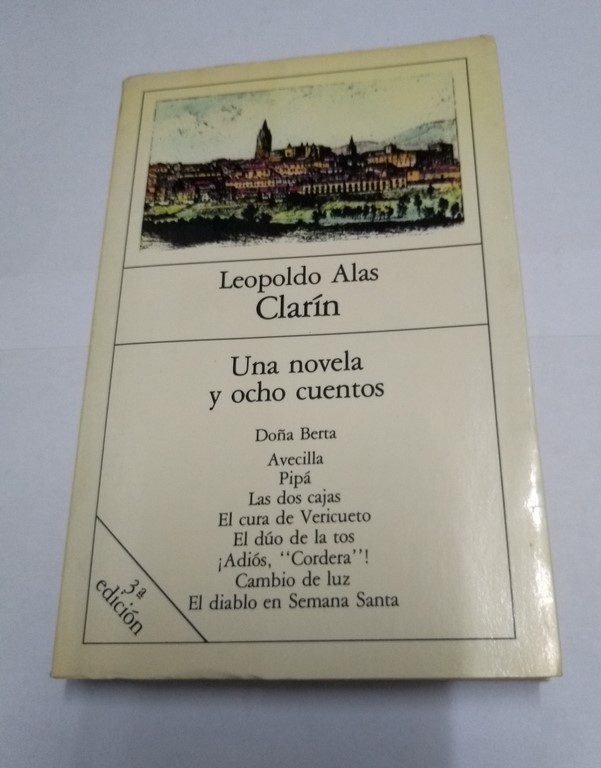 Leopoldo Alas
Clarín
Una novela
y ocho cuentos
Doña Berta
Avecilla
Pipá
Las dos cajas
El cura de Vericueto
El dúo de la tos
¡Adiós, "Cordera"!
Cambio de luz
El diablo en Semana Santa
3ª
edición